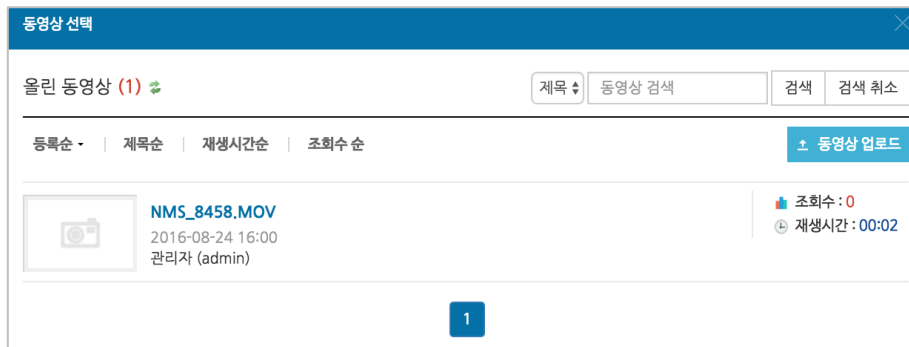 동영상 선택
올린 동영상 (1)
제목 동영상 검색 검색 검색 취소
등록순 제목순 재생시간순 조회수 순
동영상 업로드
NMS_8458.MOV
2016-08-24 16:00
관리자 (admin)
조회수 : 0
재생시간 : 00:02
1